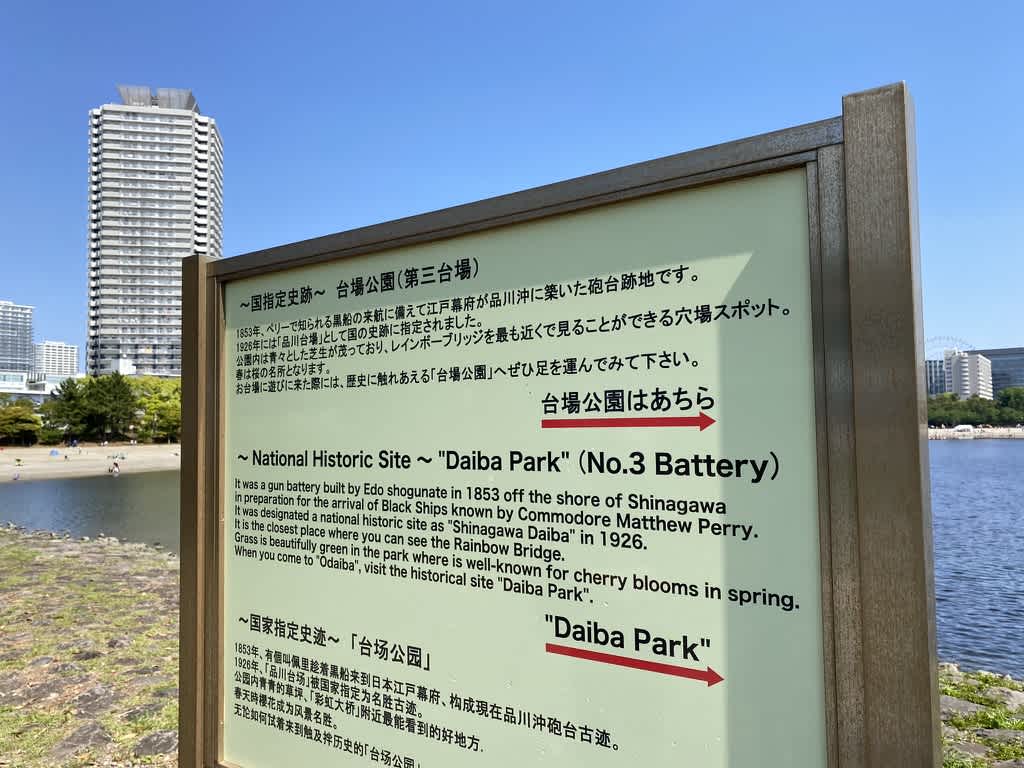 ～国指定史跡～ 台場公園（第三台場）
1853年、ペリーで知られる黒船の来航に備えて江戸幕府が品川沖に築いた砲台跡地です。
1926年には「品川台場」として国の史跡に指定されました。
公園内は青々とした芝生が茂っており、レインボーブリッジを最も近くで見ることができる穴場スポット。
春は桜の名所となります。
お台場に遊びに来た際には、歴史に触れあえる「台場公園」へぜひ足を運んでみて下さい。
台場公園はあちら
～ National Historic Site ～ "Daiba Park" (No.3 Battery)
It was a gun battery built by Edo shogunate in 1853 off the shore of Shinagawa
in preparation for the arrival of Black Ships known by Commodore Matthew Perry.
It was designated a national historic site as "Shinagawa Daiba" in 1926.
It is the closest place where you can see the Rainbow Bridge.
Grass is beautifully green in the park where is well-known for cherry blooms in spring.
When you come to "Odaiba", visit the historical site "Daiba Park".
"Daiba Park"
～国家指定史迹～「台场公园」
1853年、有個叫佩里趁着黒船来到日本江戸幕府、构成現在品川沖砲台古迹。
1926年、「品川台场」被国家指定为名胜古迹。
公园内青青的草坪、「彩虹大桥」附近最能看到的好地方.
春天時櫻花成为风景名胜。
无论如何試着来到触及拌历史的「台场公园」